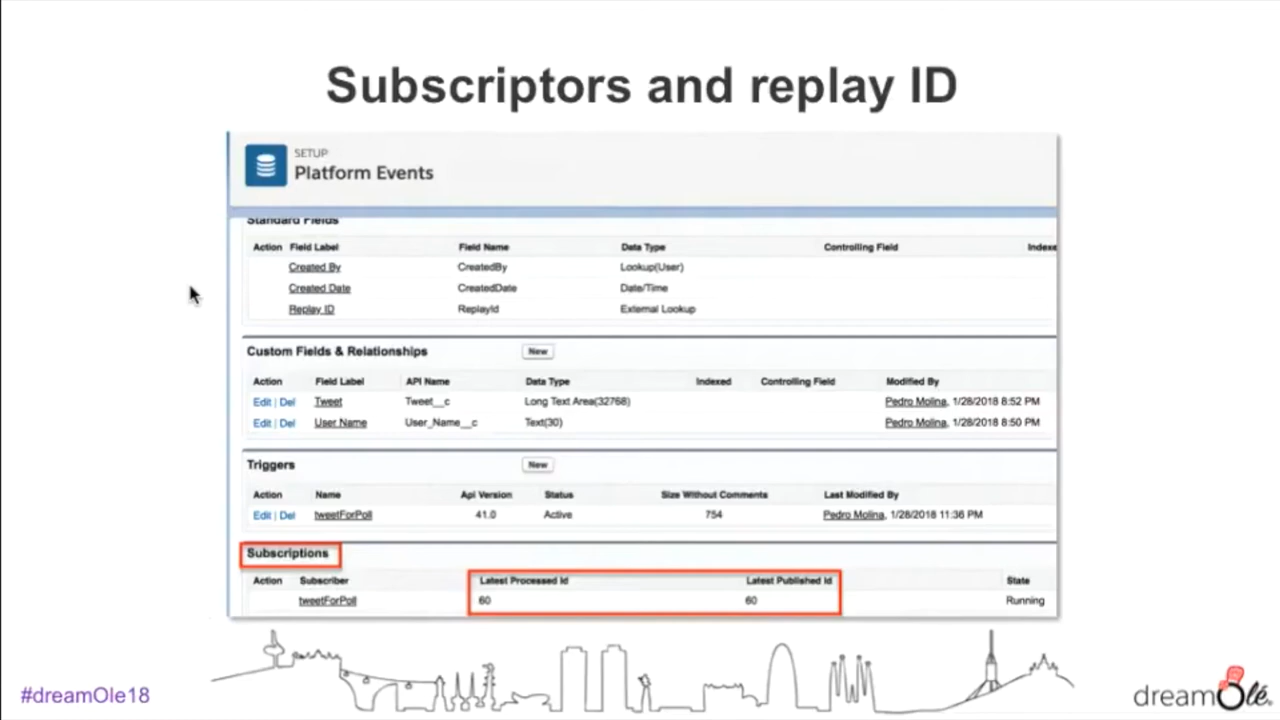 Subscriptors and replay ID
SETUP
Platform Events
Standard Fields
Action Field Label Field Name Data Type Controlling Field Indexe
Created By CreatedBy Lookup(User)
Created Date CreatedDate Date/Time
Replay ID ReplayId External Lookup
Custom Fields & Relationships New
Action Field Label API Name Data Type Indexed Controlling Field Modified By
Edit | Del Tweet Tweet__c Long Text Area(32768) Pedro Molina, 1/28/2018 8:52 PM
Edit | Del User Name User_Name__c Text(30) Pedro Molina, 1/28/2018 8:50 PM
Triggers New
Action Name Api Version Status Size Without Comments Last Modified By
Edit | Del tweetForPoll 41.0 Active 754 Pedro Molina, 1/28/2018 11:36 PM
Subscriptions
Action Subscriber Latest Processed Id Latest Published Id State
tweetForPoll 60 60 Running
#dreamOle18
dreamOlé.